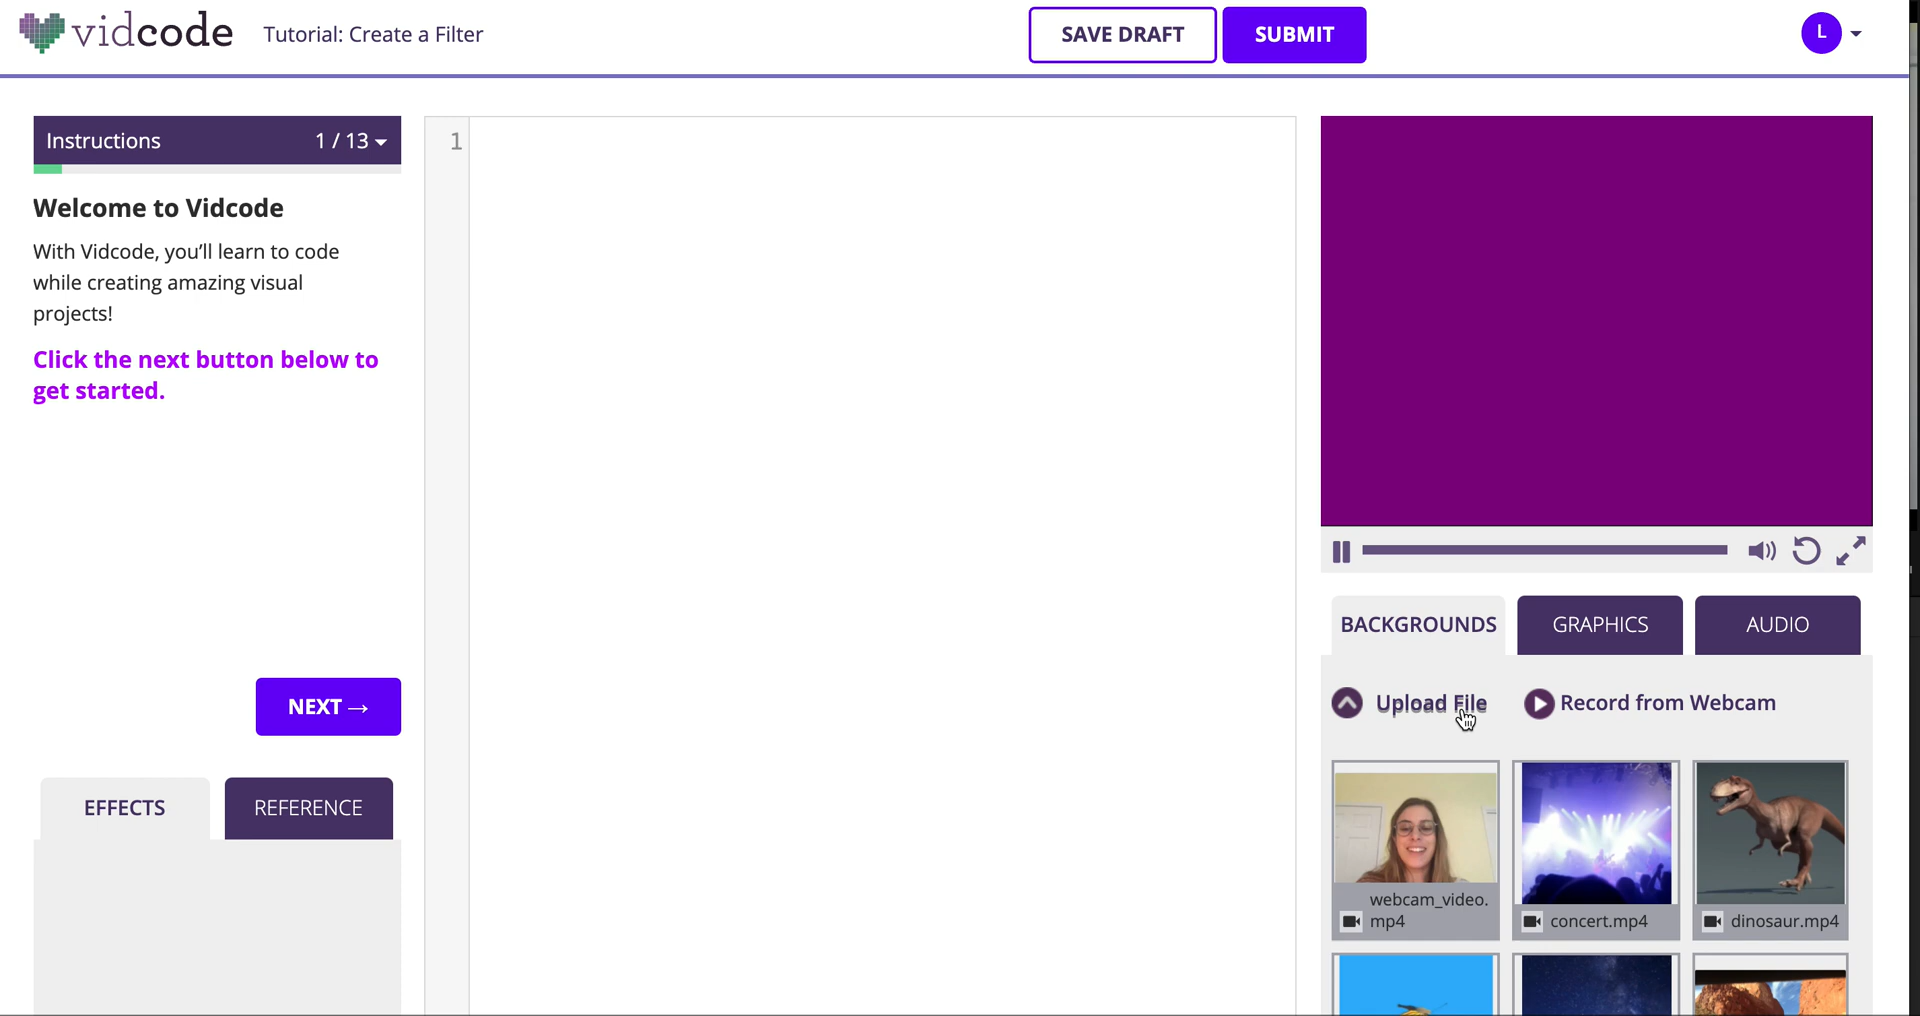 vidcode
Tutorial: Create a Filter
SAVE DRAFT
SUBMIT
L
Instructions
1 / 13
Welcome to Vidcode
With Vidcode, you'll learn to code
while creating amazing visual
projects!
Click the next button below to
get started.
NEXT →
EFFECTS
REFERENCE
1
BACKGROUNDS
GRAPHICS
AUDIO
Upload File
Record from Webcam
webcam_video.
mp4
concert.mp4
dinosaur.mp4